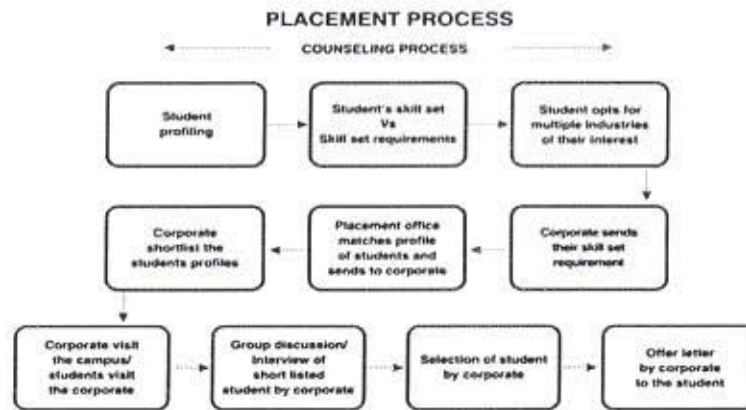 PLACEMENT PROCESS
COUNSELING PROCESS
Student
profiling
Student's skill set
Vs
Skill set requirements
Student opts for
multiple industries
of their interest
Corporate
shortlist the
students profiles
Placement office
matches profile
of students and
sends to corporate
Corporate sends
their skill set
requirement
Corporate visit
the campus/
students visit
the corporate
Group discussion/
Interview of
short listed
student by corporate
Selection of student
by corporate
Offer letter
by corporate
to the student